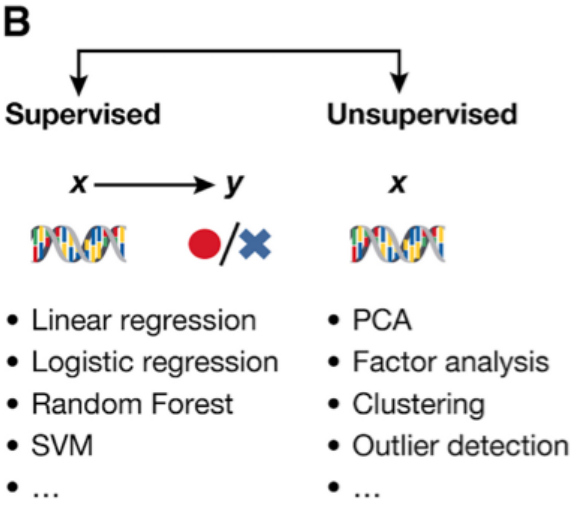 B
Supervised
x y
/
• Linear regression
• Logistic regression
• Random Forest
• SVM
• ...
Unsupervised
x
• PCA
• Factor analysis
• Clustering
• Outlier detection
• ...